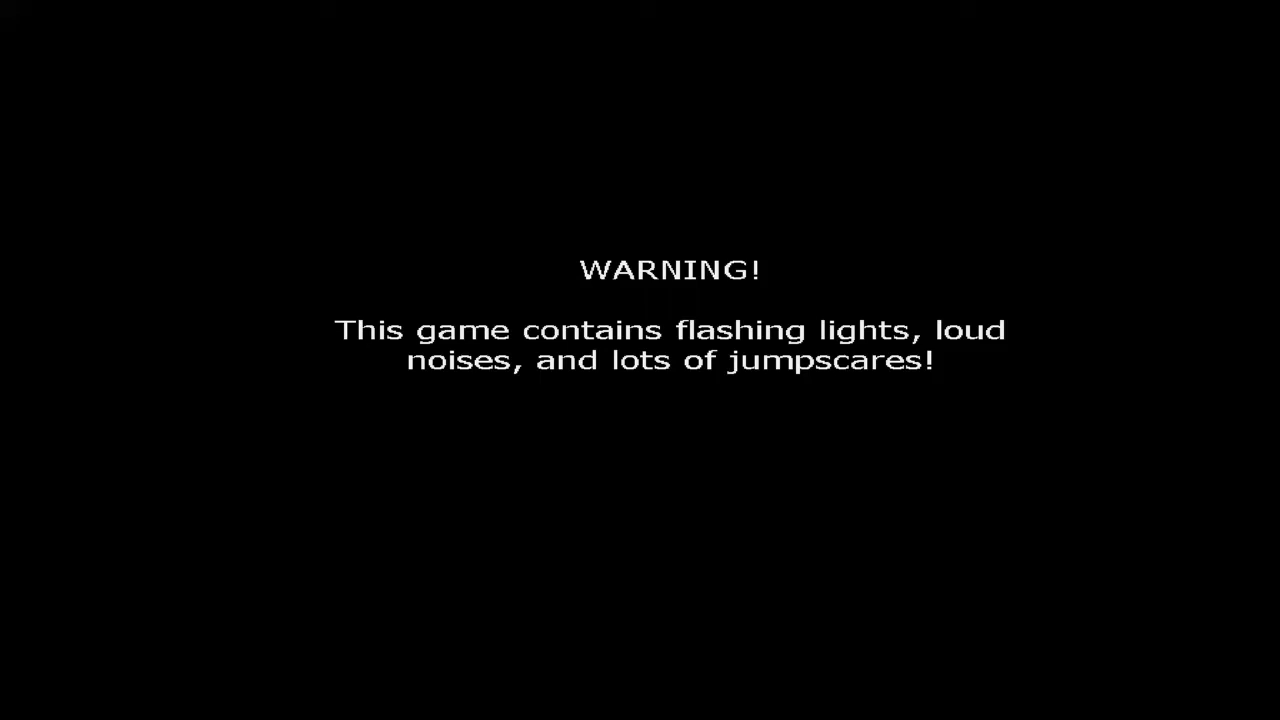 WARNING!
This game contains flashing lights, loud
noises, and lots of jumpscares!